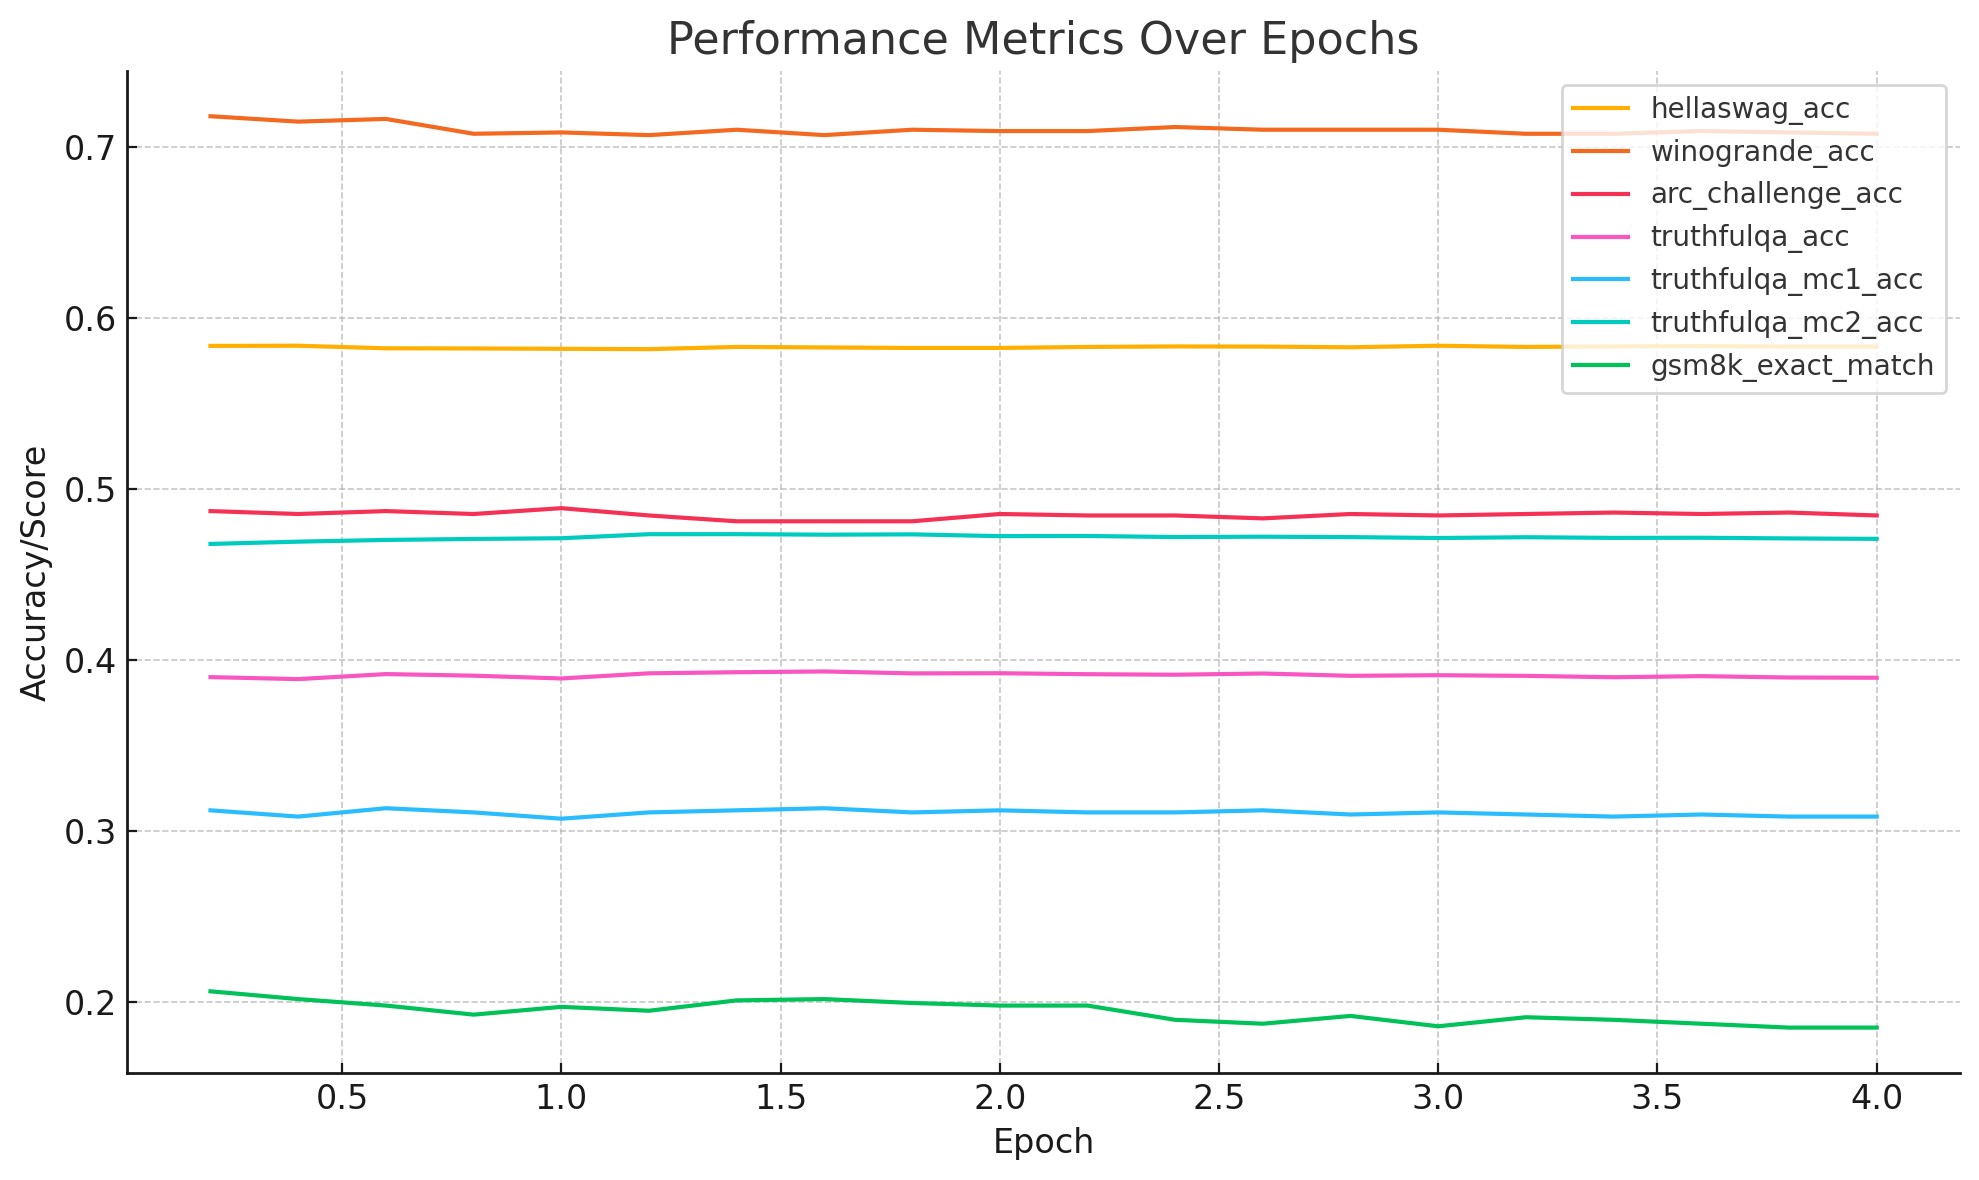 Performance Metrics Over Epochs
hellaswag_acc
winogrande_acc
arc_challenge_acc
truthfulqa_acc
truthfulqa_mc1_acc
truthfulqa_mc2_acc
gsm8k_exact_match
Accuracy/Score
0.7
0.6
0.5
0.4
0.3
0.2
0.5 1.0 1.5 2.0 2.5 3.0 3.5 4.0
Epoch